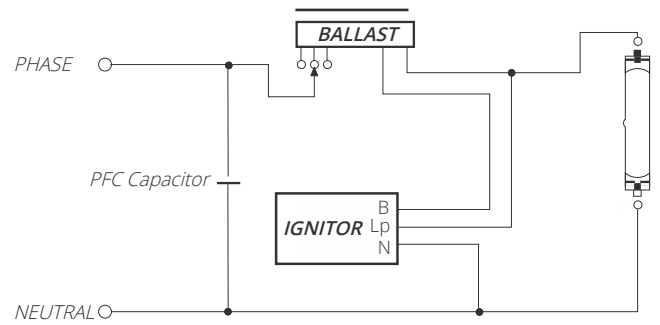 BALLAST
PHASE
PFC Capacitor
B
IGNITOR Lp
N
NEUTRAL